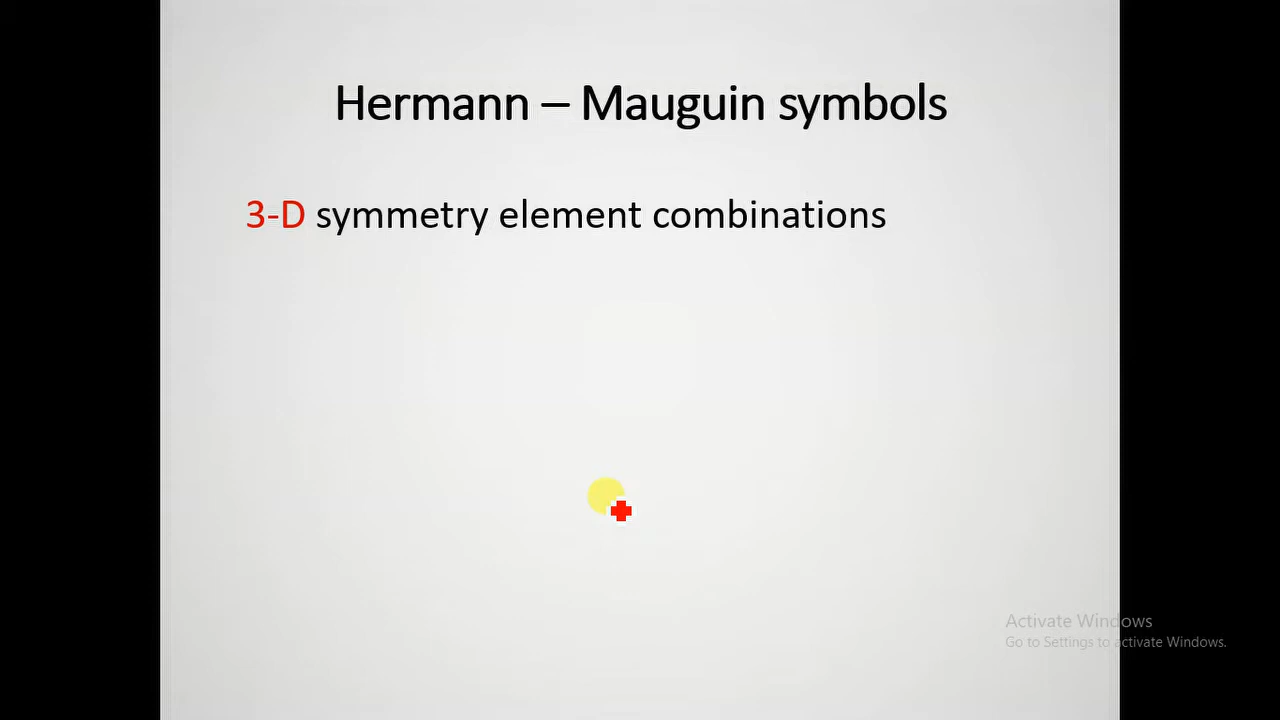 Hermann – Mauguin symbols
3-D symmetry element combinations
Activate Windows
Go to Settings to activate Windows.